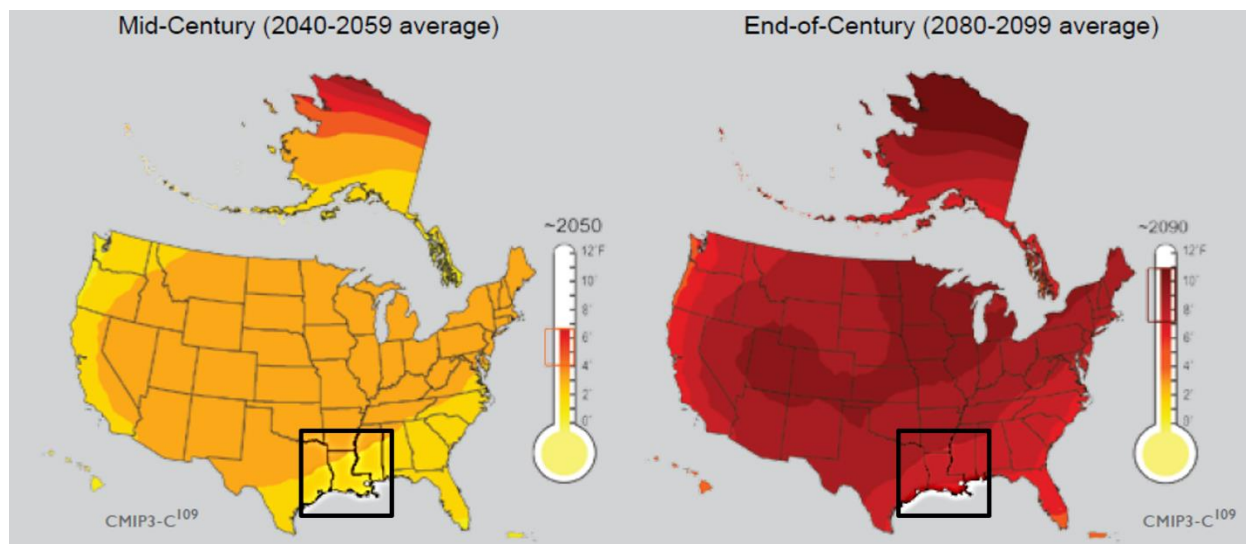 Mid-Century (2040-2059 average)
End-of-Century (2080-2099 average)
~2050
12°F
10°
8°
6°
4°
2°
0°
~2090
12°F
10°
8°
6°
4°
2°
0°
CMIP3-C109
CMIP3-C109